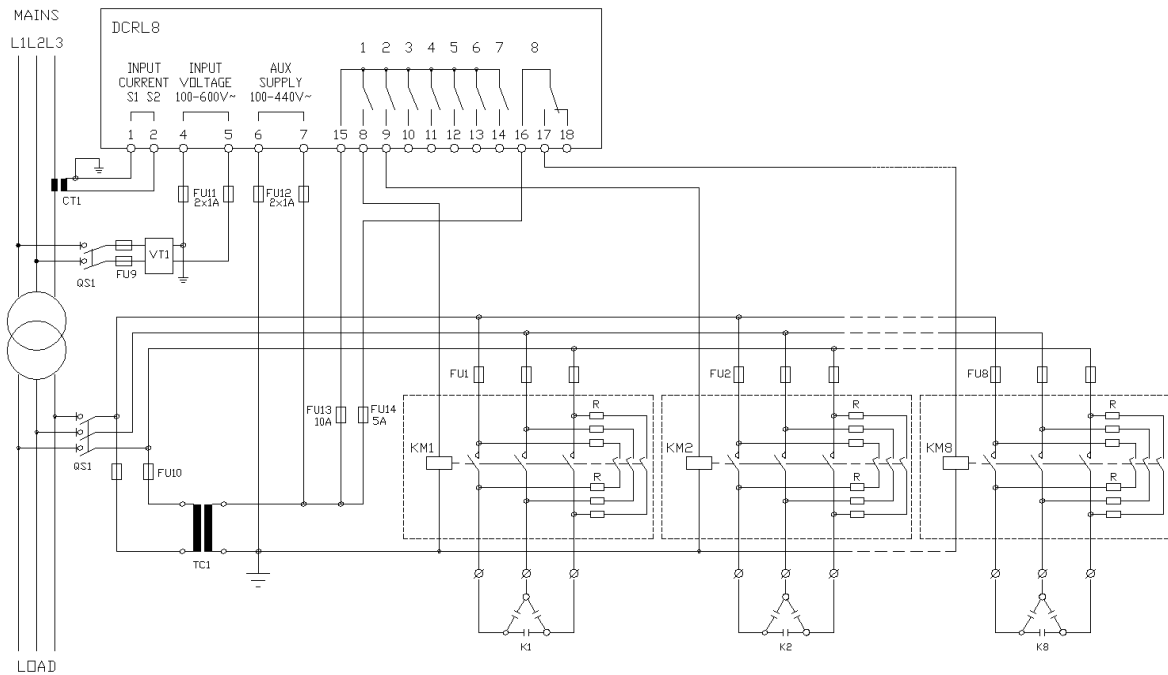 MAINS
L1L2L3
DCRL8
1 2 3 4 5 6 7 8
INPUT CURRENT
S1 S2
INPUT VOLTAGE
100-600V~
AUX SUPPLY
100-440V~
1 2 4 5 6 7 15 8 9 10 11 12 13 14 16 17 18
CT1
FU11
2x1A
FU12
2x1A
VT1
FU9
QS1
FU1
FU2
FU8
FU13
10A
FU14
5A
R
R
R
KM1
KM2
KM8
QS1
FU10
R
R
R
TC1
K1
K2
K8
LOAD